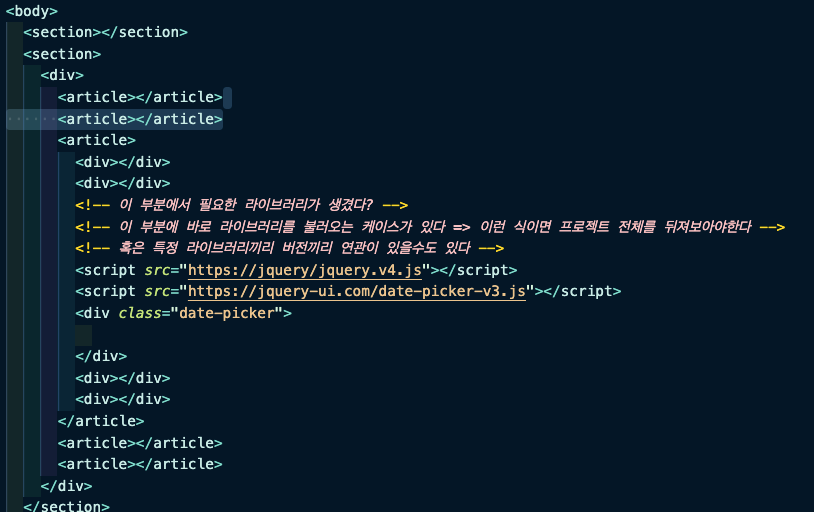 <body>
<section></section>
<section>
<div>
<article></article>
<article></article>
<article>
<div></div>
<div></div>
<!-- 이 부분에서 필요한 라이브러리가 생겼다? -->
<!-- 이 부분에 바로 라이브러리를 불러오는 케이스가 있다 => 이런 식이면 프로젝트 전체를 뒤져보아야한다 -->
<!-- 혹은 특정 라이브러리끼리 버전끼리 연관이 있을수도 있다 -->
<script src="https://jquery/jquery.v4.js"></script>
<script src="https://jquery-ui.com/date-picker-v3.js"></script>
<div class="date-picker">
</div>
<div></div>
<div></div>
</article>
<article></article>
<article></article>
</div>
</section>